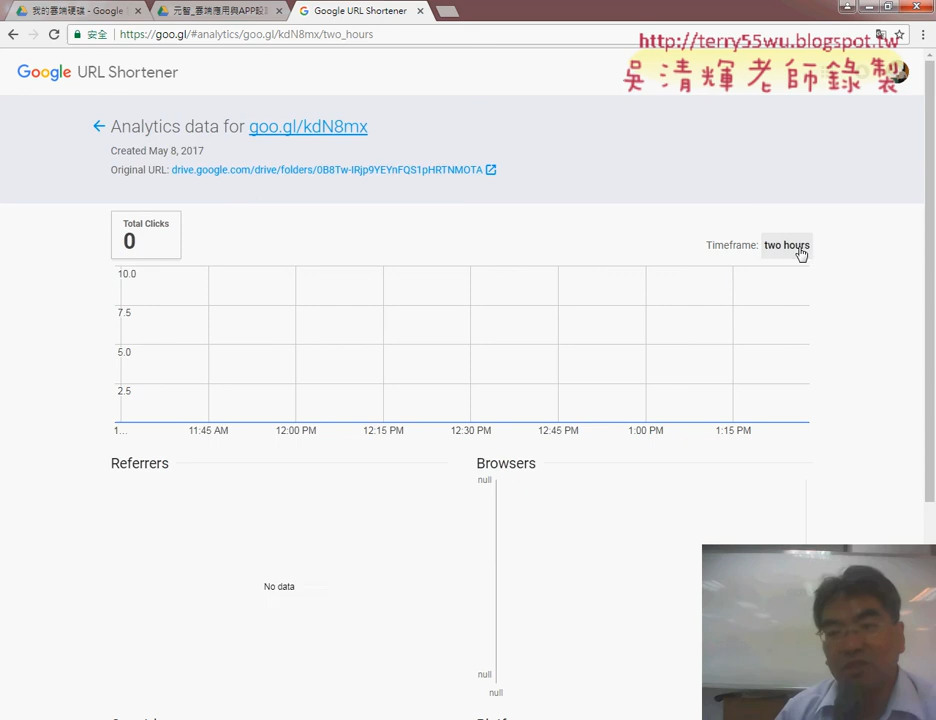 我的雲端硬碟 - Google
元智_雲端應用與APP設
Google URL Shortener
安全
https://goo.gl/#analytics/goo.gl/kdN8mx/two_hours
http://terry55wu.blogspot.tw
吳清輝老師錄製
Google URL Shortener
Analytics data for goo.gl/kdN8mx
Created May 8, 2017
Original URL: drive.google.com/drive/folders/0B8Tw-IRjp9YEYnFQS1pHRTNMOTA
Total Clicks
0
Timeframe: two hours
10.0
7.5
5.0
2.5
1...
11:45 AM
12:00 PM
12:15 PM
12:30 PM
12:45 PM
1:00 PM
1:15 PM
Referrers
Browsers
null
No data
null
null